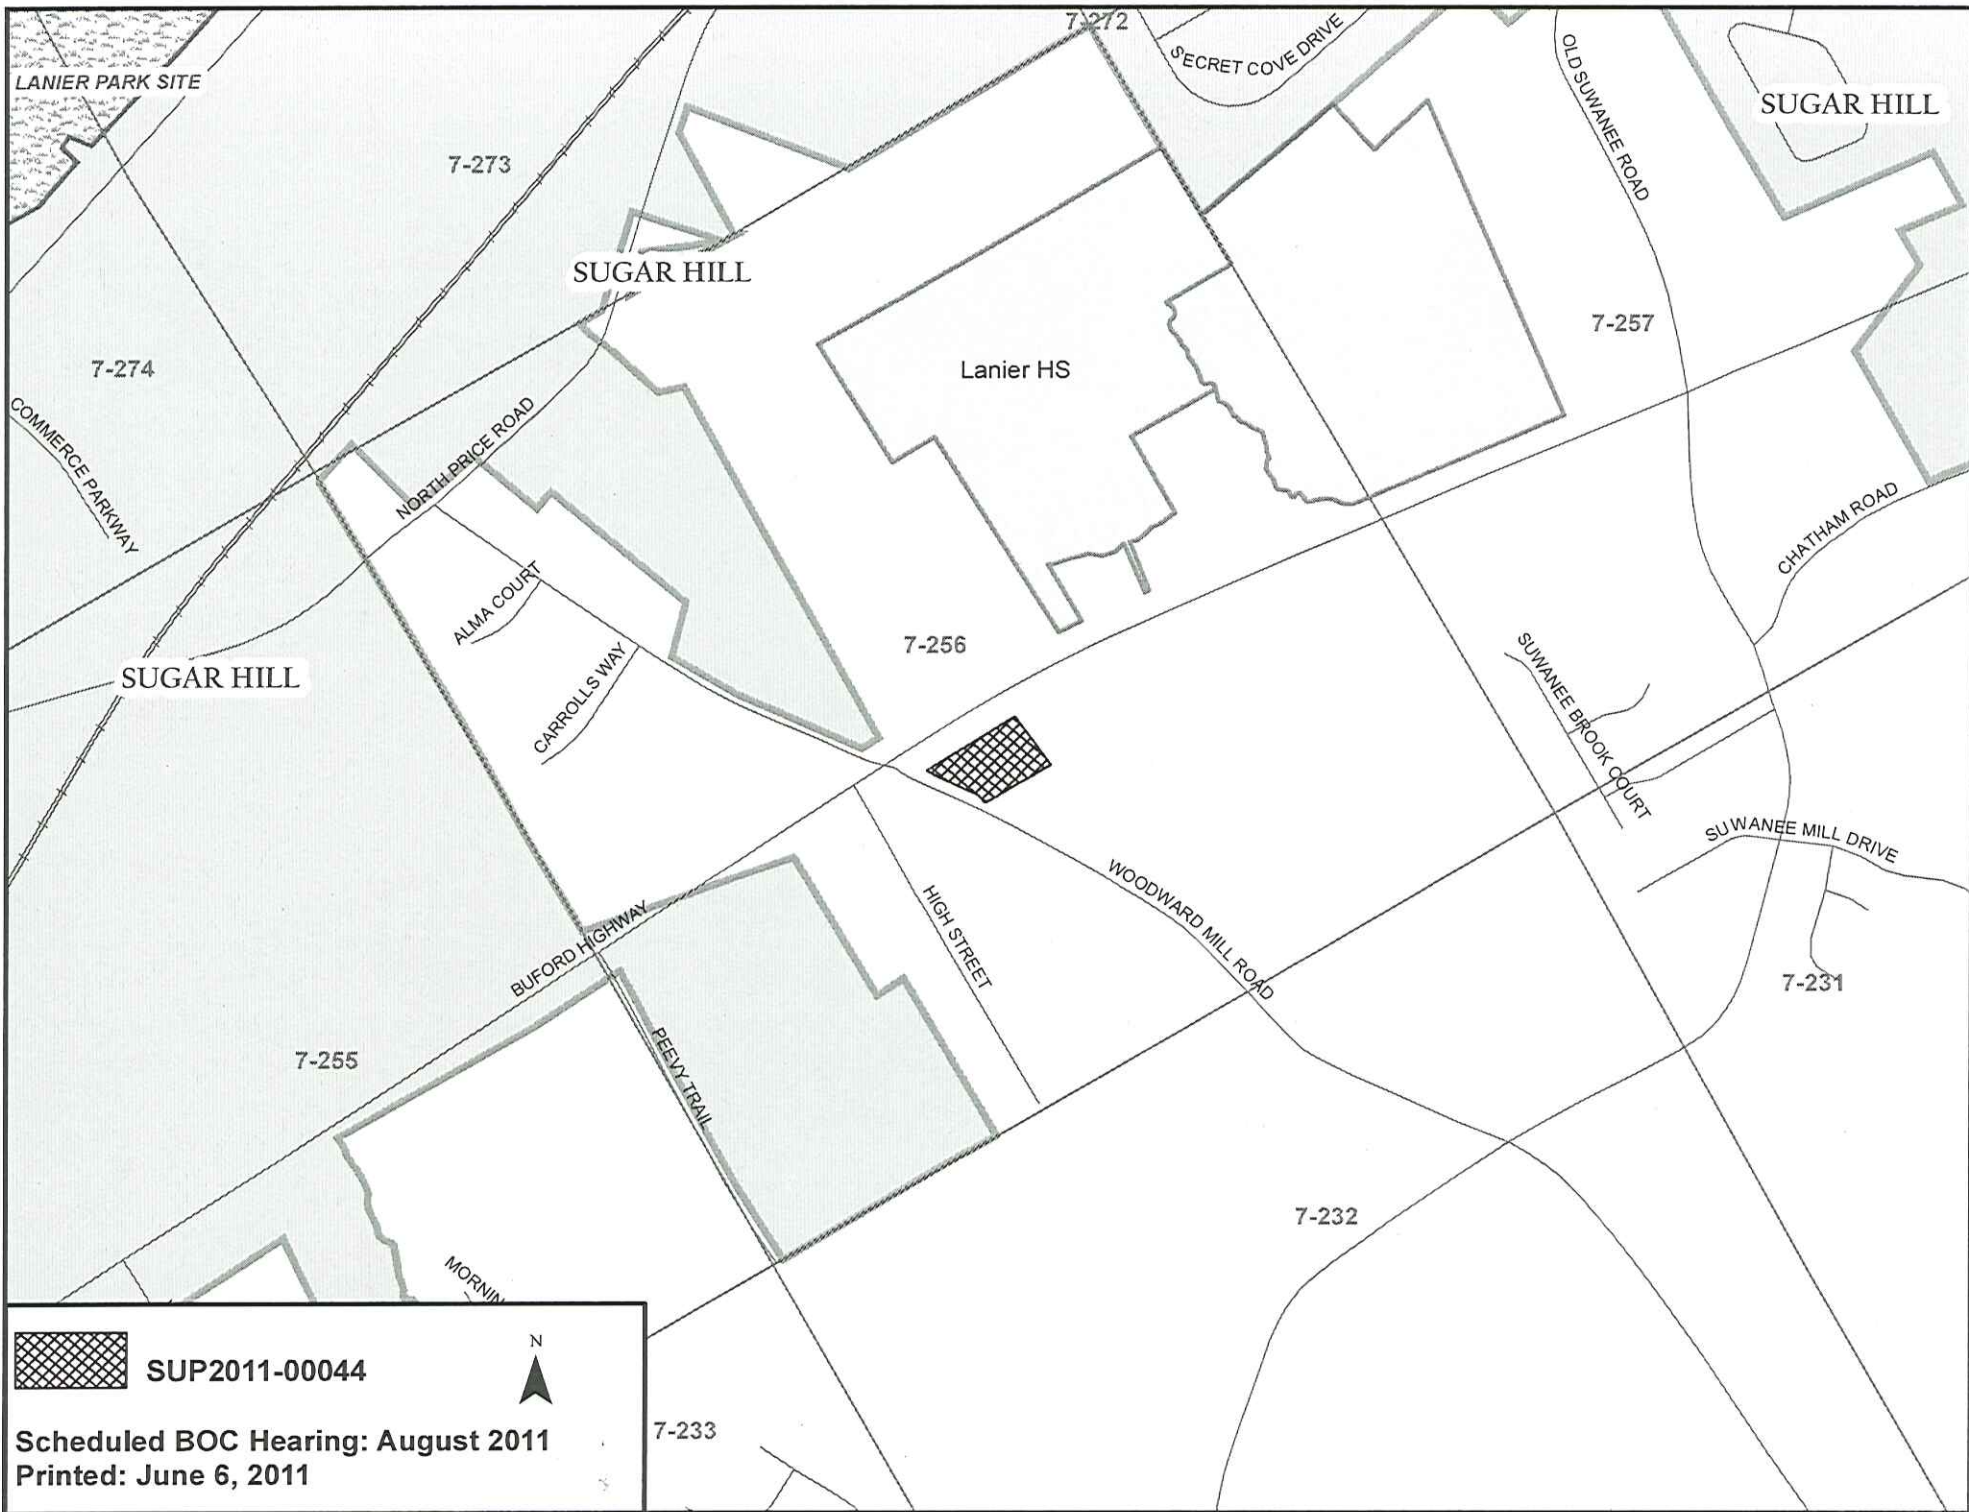 7-272
SECRET COVE DRIVE
OLD SUWANEE ROAD
LANIER PARK SITE
SUGAR HILL
7-273
SUGAR HILL
7-257
7-274
Lanier HS
COMMERCE PARKWAY
NORTH PRICE ROAD
CHATHAM ROAD
ALMA COURT
7-256
CARROLLS WAY
SUGAR HILL
SUWANEE BROOK COURT
SUWANEE MILL DRIVE
WOODWARD MILL ROAD
HIGH STREET
BUFORD HIGHWAY
7-231
7-255
PEEVY TRAIL
7-232
MORNIN
N
SUP2011-00044
7-233
Scheduled BOC Hearing: August 2011
Printed: June 6, 2011